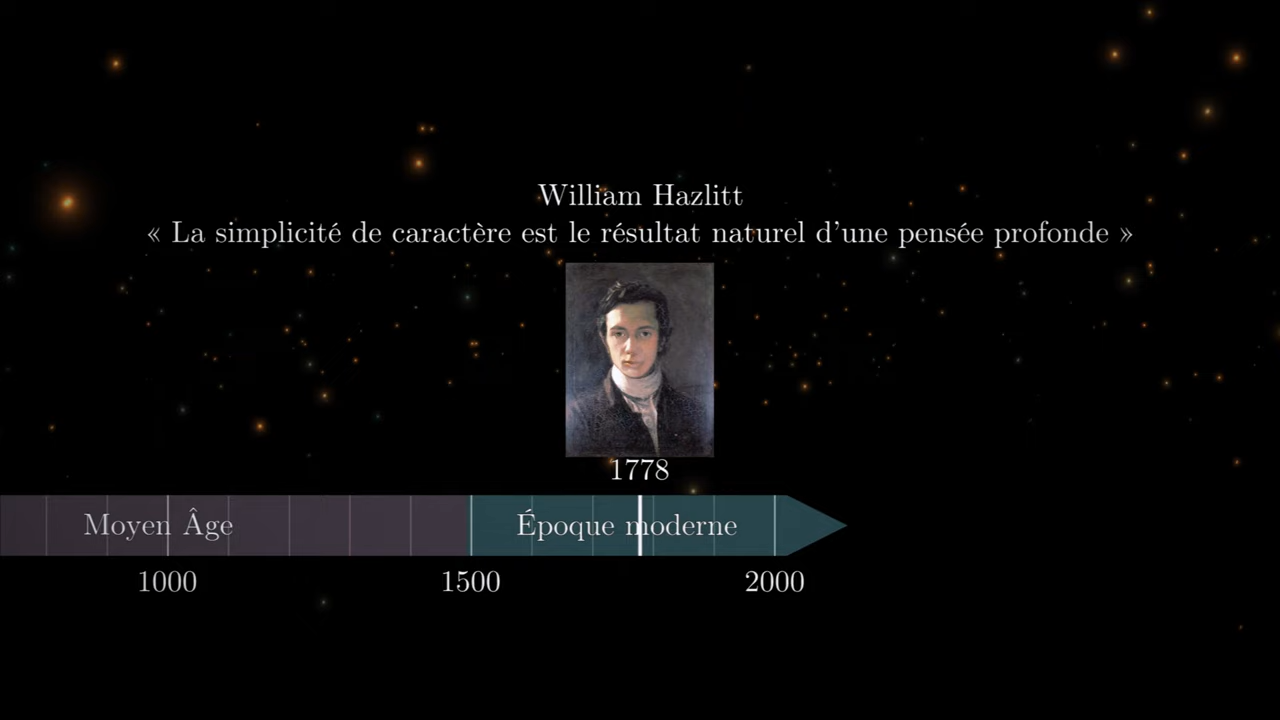 William Hazlitt
« La simplicité de caractère est le résultat naturel d'une pensée profonde »
1778
Moyen Âge
Époque moderne
1000
1500
2000